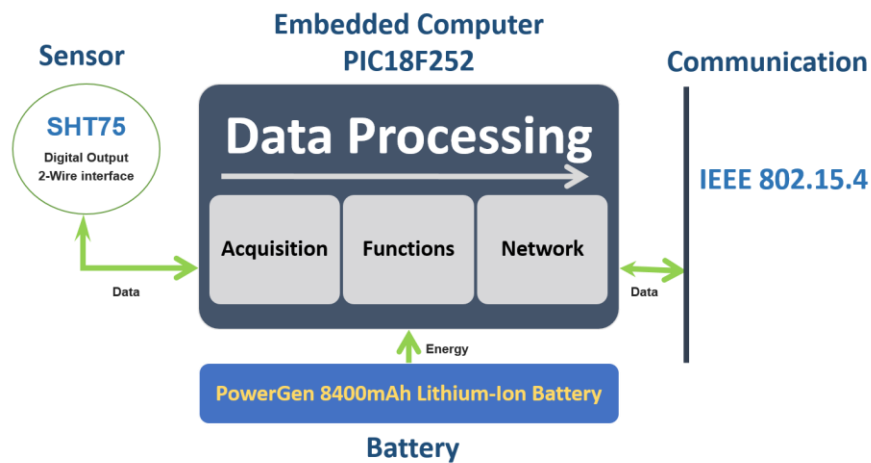 Embedded Computer
PIC18F252
Sensor
Communication
SHT75
Digital Output
2-Wire interface
Data Processing
IEEE 802.15.4
Acquisition
Functions
Network
Data
Data
Energy
PowerGen 8400mAh Lithium-Ion Battery
Battery